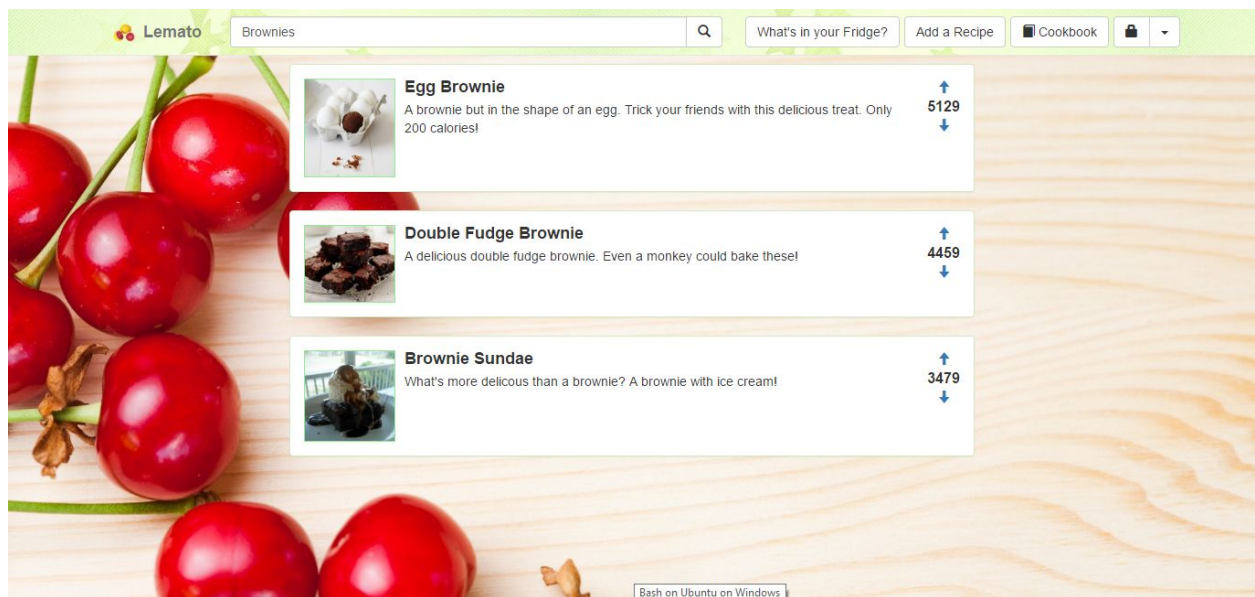 Lemato
Brownies
What's in your Fridge?
Add a Recipe
Cookbook
Egg Brownie
A brownie but in the shape of an egg. Trick your friends with this delicious treat. Only
200 calories!
5129
Double Fudge Brownie
A delicious double fudge brownie. Even a monkey could bake these!
4459
Brownie Sundae
What's more delicous than a brownie? A brownie with ice cream!
3479
Bash on Ubuntu on Windows